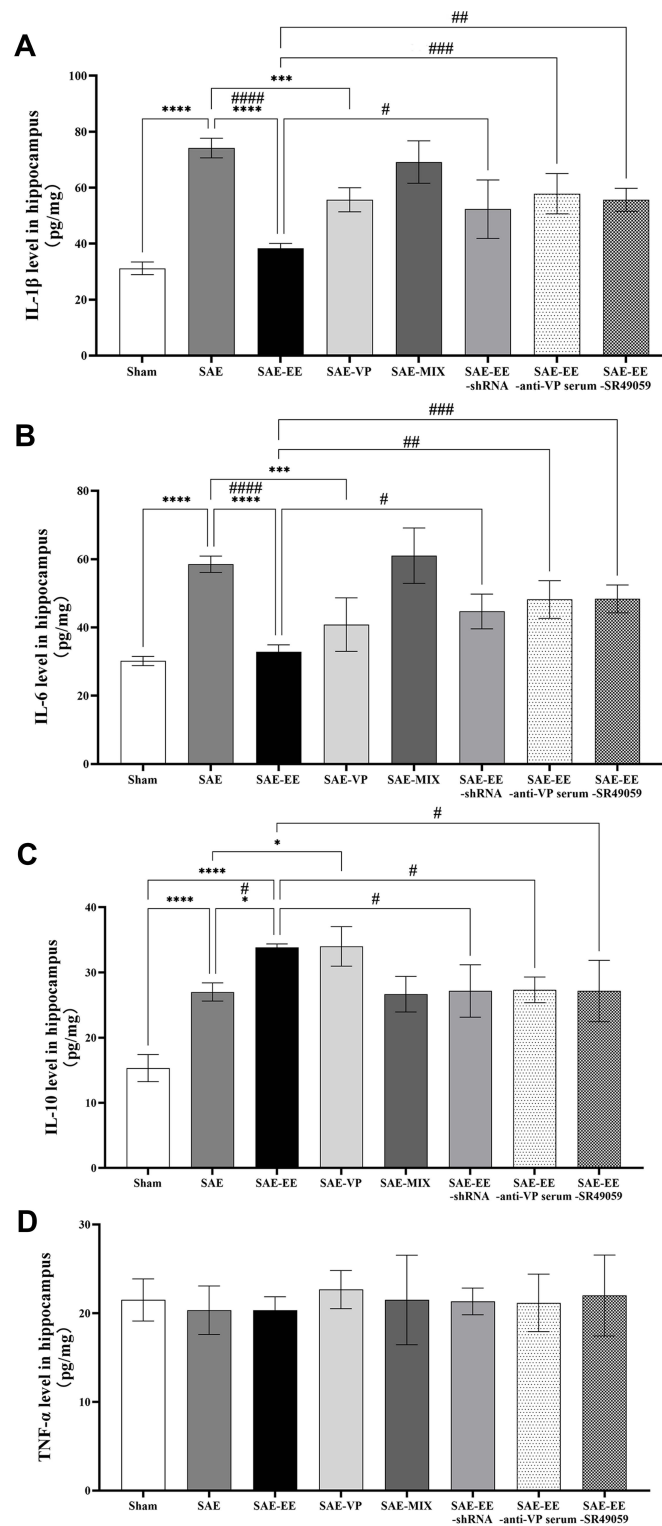 A
##
###
***
####
****
****
#
IL-1β level in hippocampus
(pg/mg)
100
80
60
40
20
0
Sham
SAE
SAE-EE
SAE-VP
SAE-MIX
SAE-EE
-shRNA
SAE-EE
-anti-VP serum
SAE-EE
-SR49059
B
###
##
***
####
****
****
#
IL-6 level in hippocampus
(pg/mg)
80
60
40
20
0
Sham
SAE
SAE-EE
SAE-VP
SAE-MIX
SAE-EE
-shRNA
SAE-EE
-anti-VP serum
SAE-EE
-SR49059
C
#
*
****
#
#
****
*
#
IL-10 level in hippocampus
(pg/mg)
40
30
20
10
0
Sham
SAE
SAE-EE
SAE-VP
SAE-MIX
SAE-EE
-shRNA
SAE-EE
-anti-VP serum
SAE-EE
-SR49059
D
TNF-α level in hippocampus
(pg/mg)
30
20
10
0
Sham
SAE
SAE-EE
SAE-VP
SAE-MIX
SAE-EE
-shRNA
SAE-EE
-anti-VP serum
SAE-EE
-SR49059